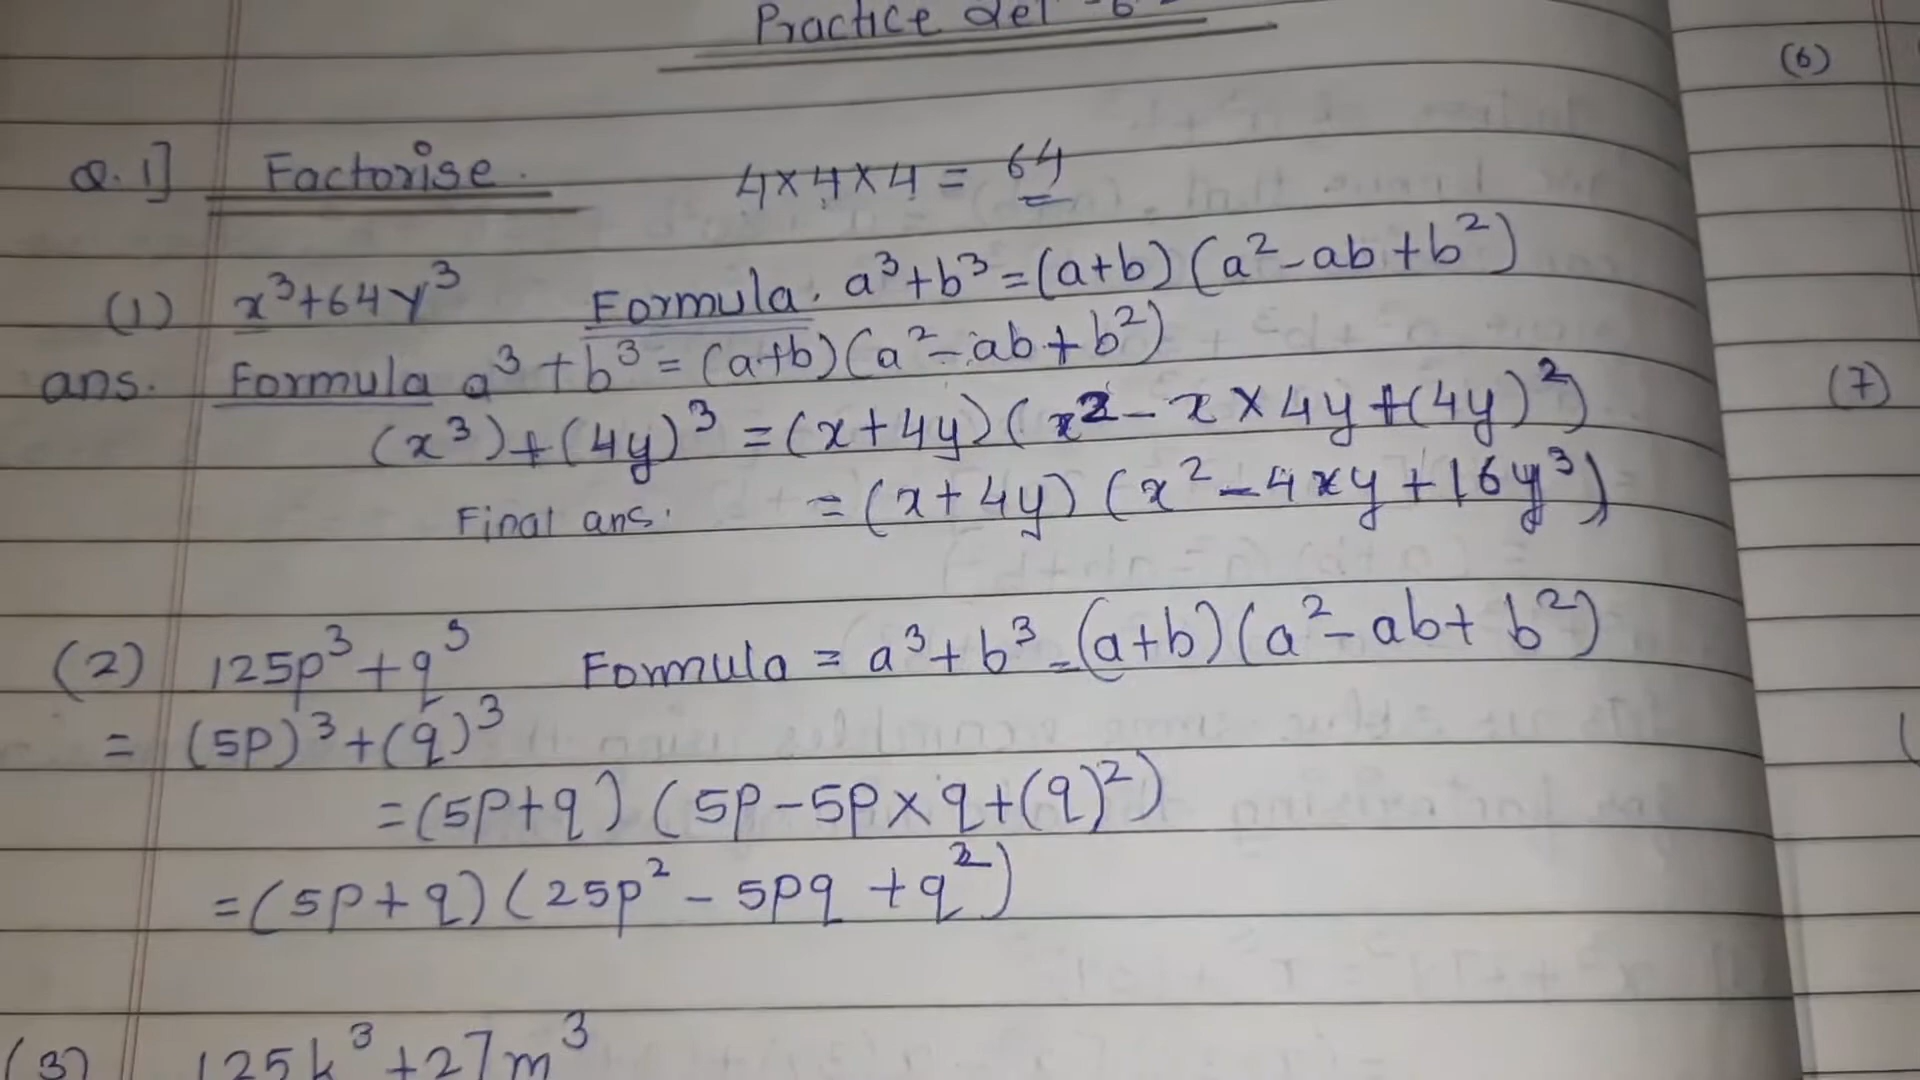 Practice Set - 6
(6)
Q.1] Factorise. 4×4×4 = 64
(1) x³+64y³ Formula. a³+b³=(a+b)(a²-ab+b²)
ans. Formula a³+b³=(a+b)(a²-ab+b²)
(7)
(x³)+(4y)³=(x+4y)(x²-x×4y+(4y)²)
Final ans. =(x+4y)(x²-4xy+16y³)
(2) 125p³+q³ Formula = a³+b³=(a+b)(a²-ab+b²)
= (5p)³+(q)³
=(5p+q)(5p-5p×q+(q)²)
=(5p+q)(25p²-5pq+q²)
(3) 125k³+27m³